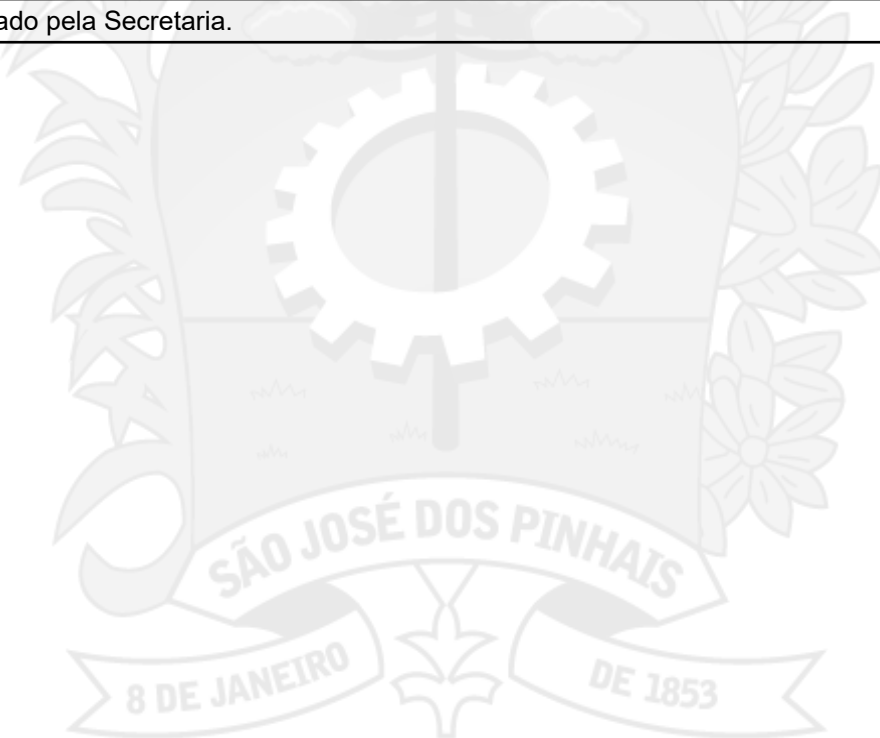 ado pela Secretaria.
SÃO JOSÉ DOS PINHAIS
8 DE JANEIRO
DE 1853